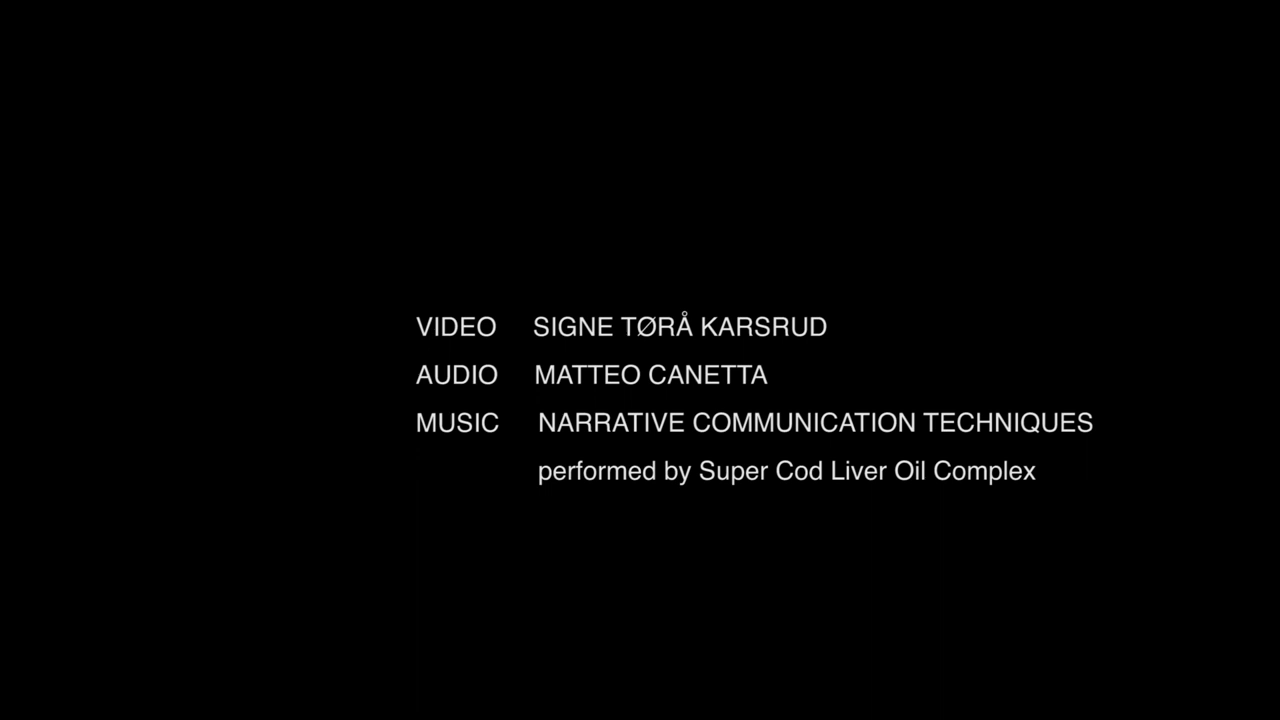 VIDEO SIGNE TØRÅ KARSRUD
AUDIO MATTEO CANETTA
MUSIC NARRATIVE COMMUNICATION TECHNIQUES
performed by Super Cod Liver Oil Complex